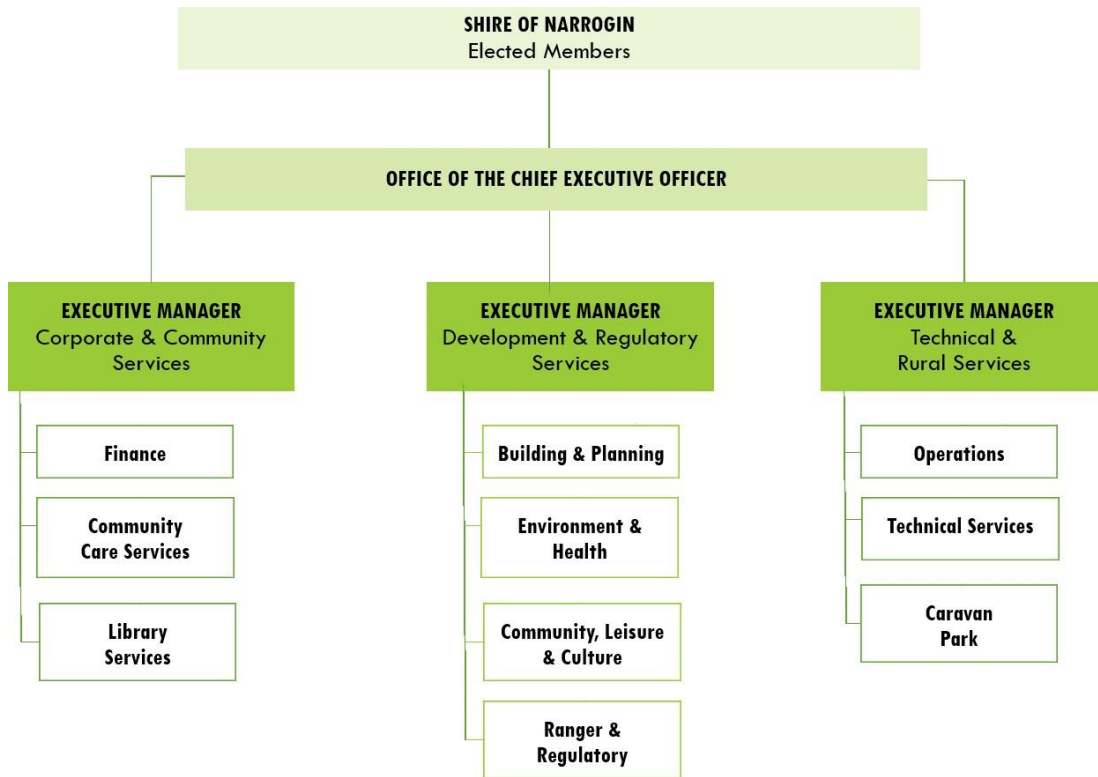 SHIRE OF NARROGIN
Elected Members
OFFICE OF THE CHIEF EXECUTIVE OFFICER
EXECUTIVE MANAGER
Corporate & Community
Services
Finance
Community
Care Services
Library
Services
EXECUTIVE MANAGER
Development & Regulatory
Services
Building & Planning
Environment &
Health
Community, Leisure
& Culture
Ranger &
Regulatory
EXECUTIVE MANAGER
Technical &
Rural Services
Operations
Technical Services
Caravan
Park